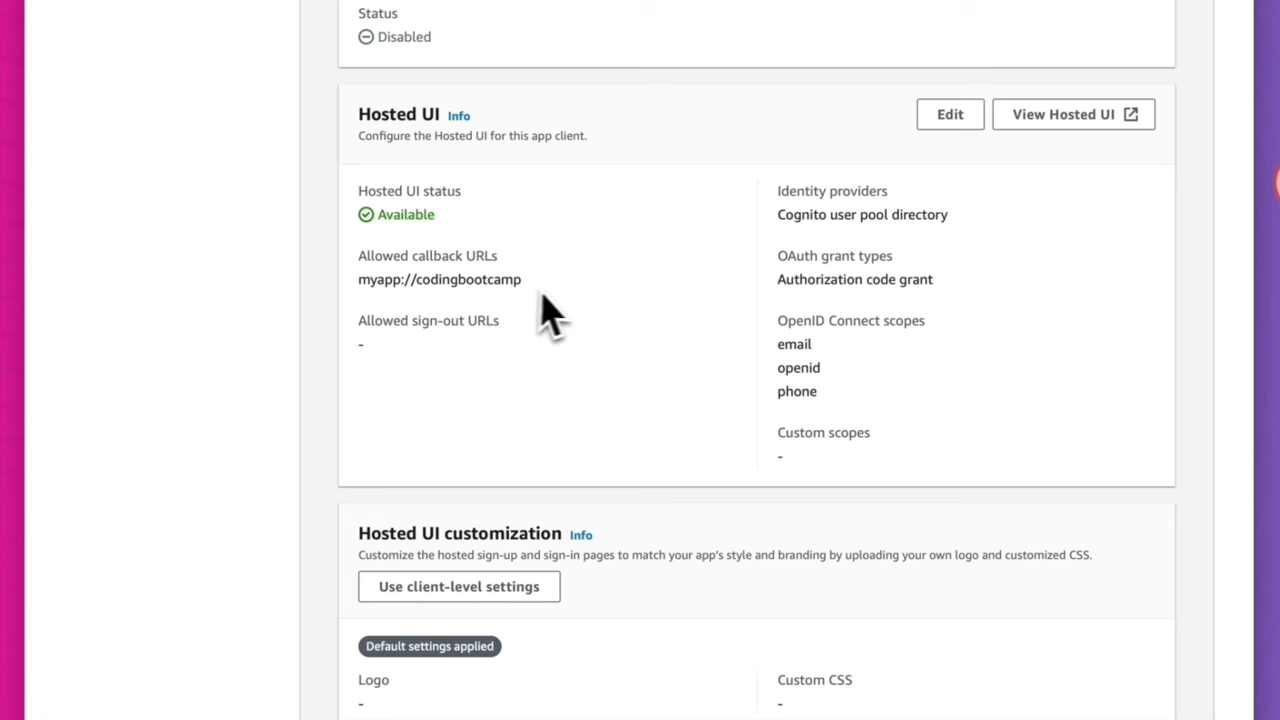 Status
Disabled
Hosted UI Info
Configure the Hosted UI for this app client.
Edit
View Hosted UI
Hosted UI status
Available
Allowed callback URLs
myapp://codingbootcamp
Allowed sign-out URLs
-
Identity providers
Cognito user pool directory
OAuth grant types
Authorization code grant
OpenID Connect scopes
email
openid
phone
Custom scopes
-
Hosted UI customization Info
Customize the hosted sign-up and sign-in pages to match your app's style and branding by uploading your own logo and customized CSS.
Use client-level settings
Default settings applied
Logo
-
Custom CSS
-